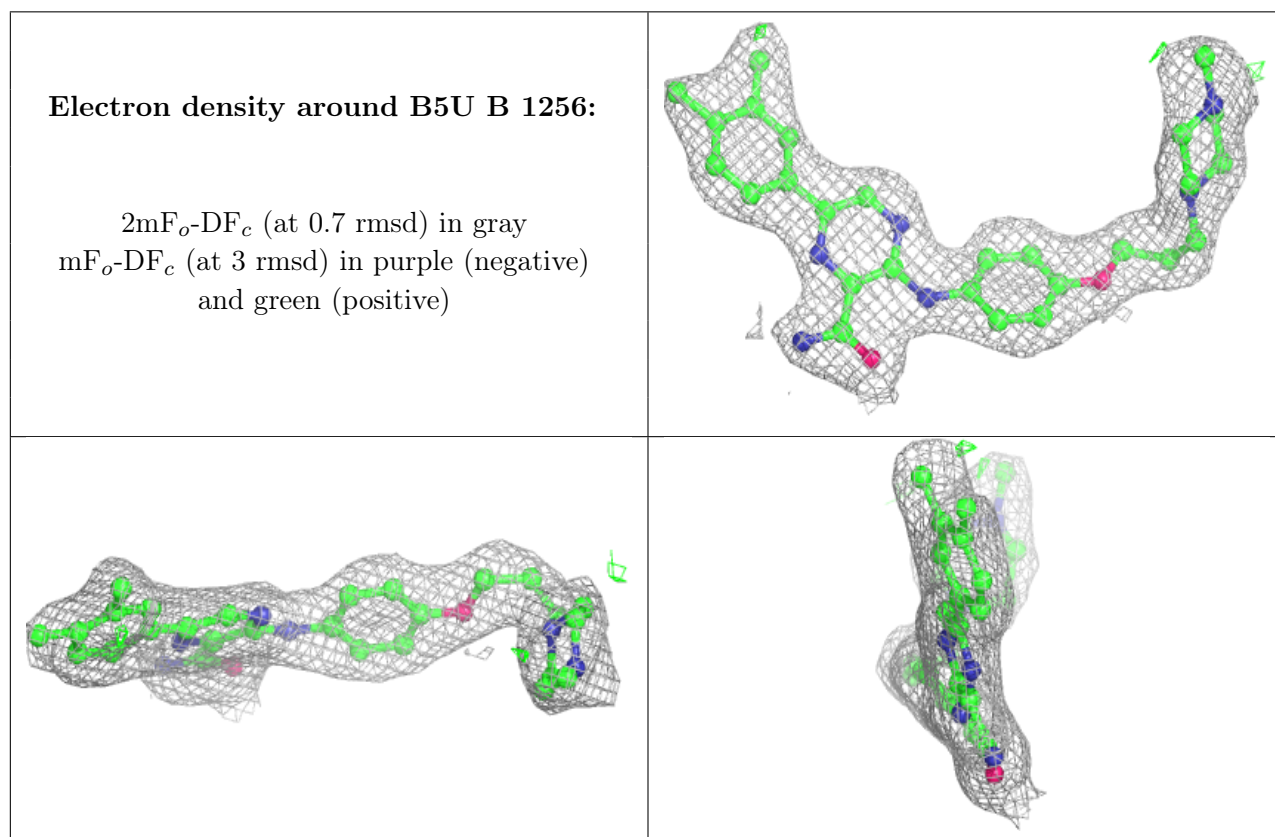 Electron density around B5U B 1256:
2mFo-DFc (at 0.7 rmsd) in gray
mFo-DFc (at 3 rmsd) in purple (negative)
and green (positive)